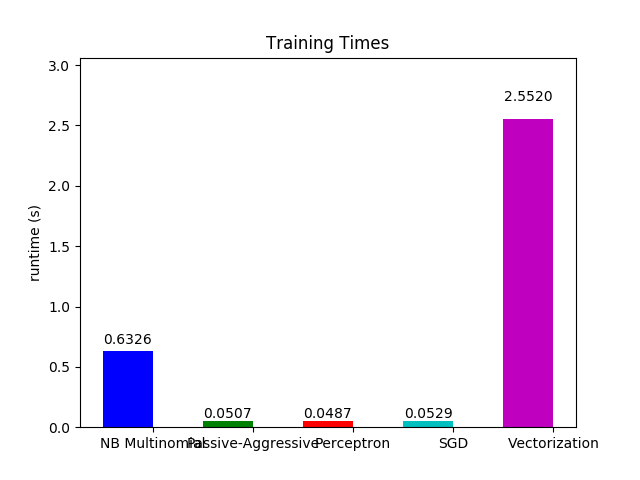 Training Times
runtime (s)
3.0
2.5
2.0
1.5
1.0
0.5
0.0
0.6326
0.0507
0.0487
0.0529
2.5520
NB Multinomial
Passive-Aggressive
Perceptron
SGD
Vectorization